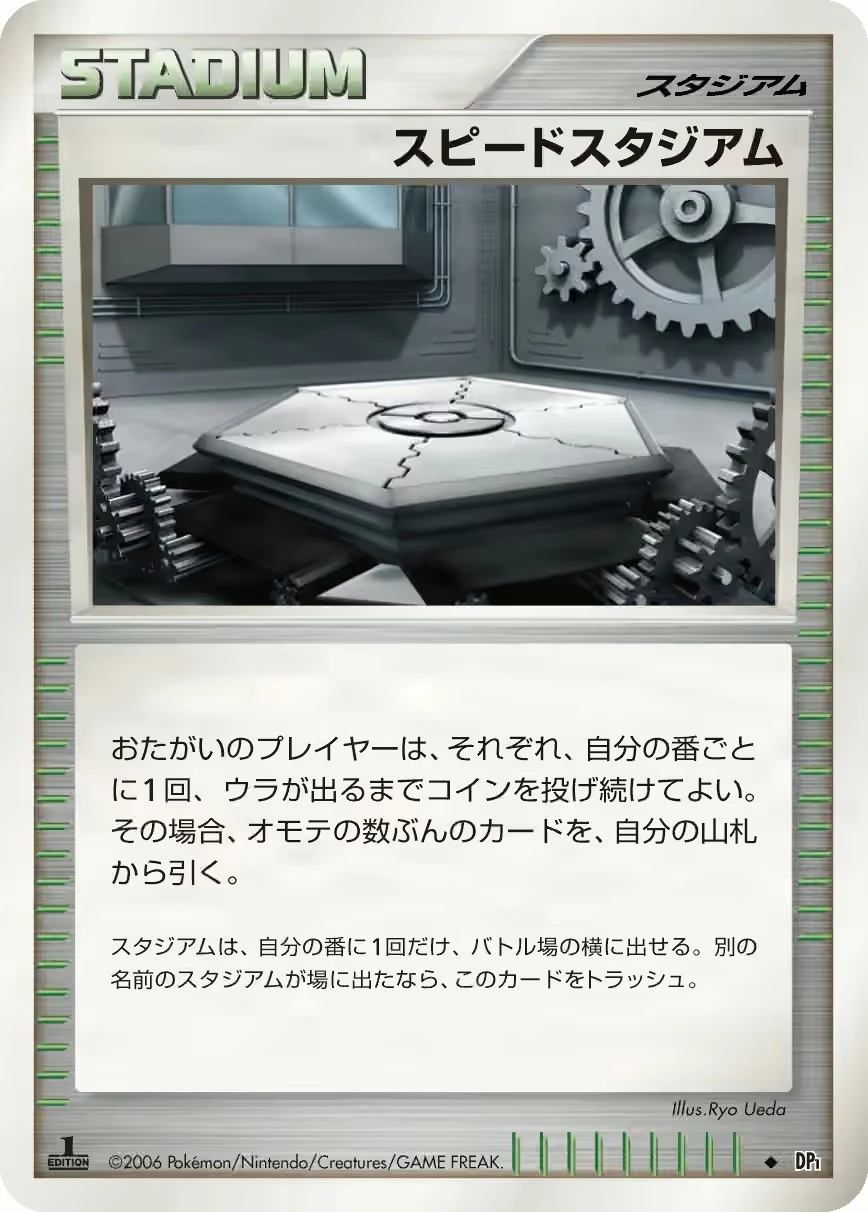 STADIUM
スタジアム
スピードスタジアム
おたがいのプレイヤーは、それぞれ、自分の番ごと
に1回、ウラが出るまでコインを投げ続けてよい。
その場合、オモテの数ぶんのカードを、自分の山札
から引く。
スタジアムは、自分の番に1回だけ、バトル場の横に出せる。別の
名前のスタジアムが場に出たなら、このカードをトラッシュ。
Illus.Ryo Ueda
1
EDITION
©2006 Pokémon/Nintendo/Creatures/GAME FREAK.
◆ DP1